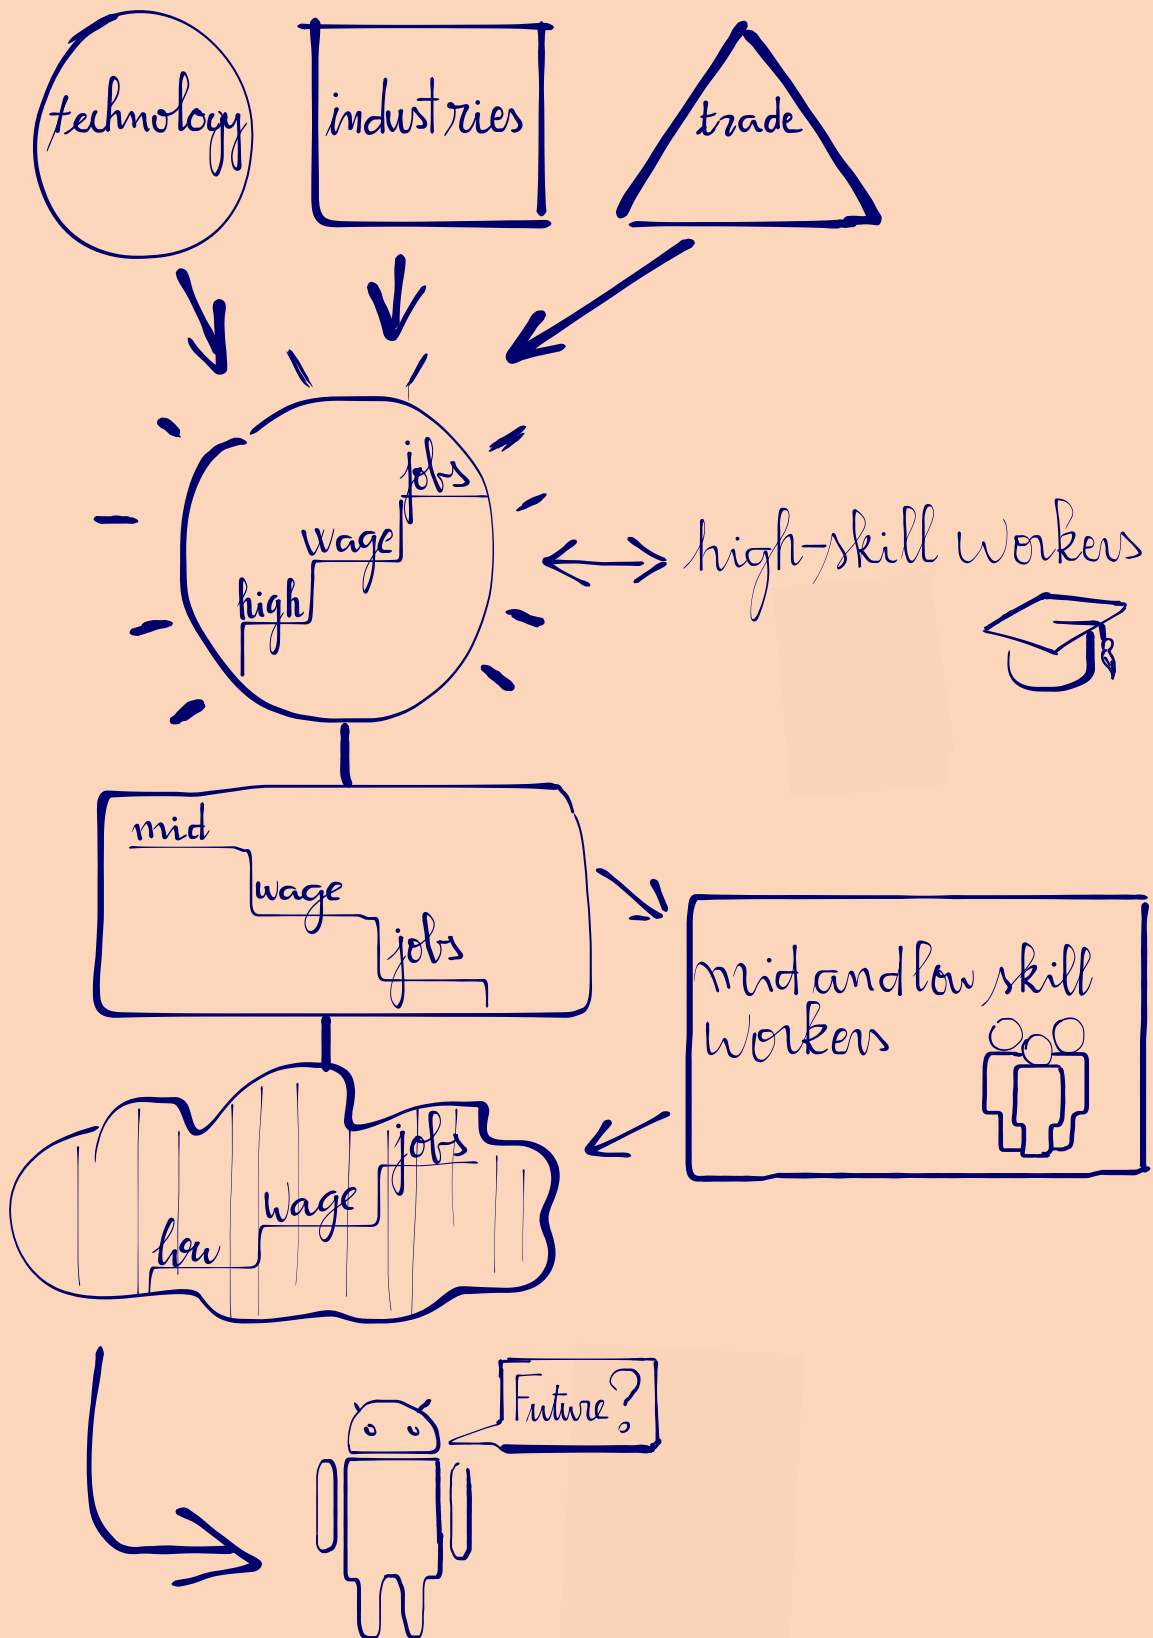 technology
industries
trade
high
wage
jobs
high-skill workers
mid
wage
jobs
mid and low skill
workers
low
wage
jobs
Future?